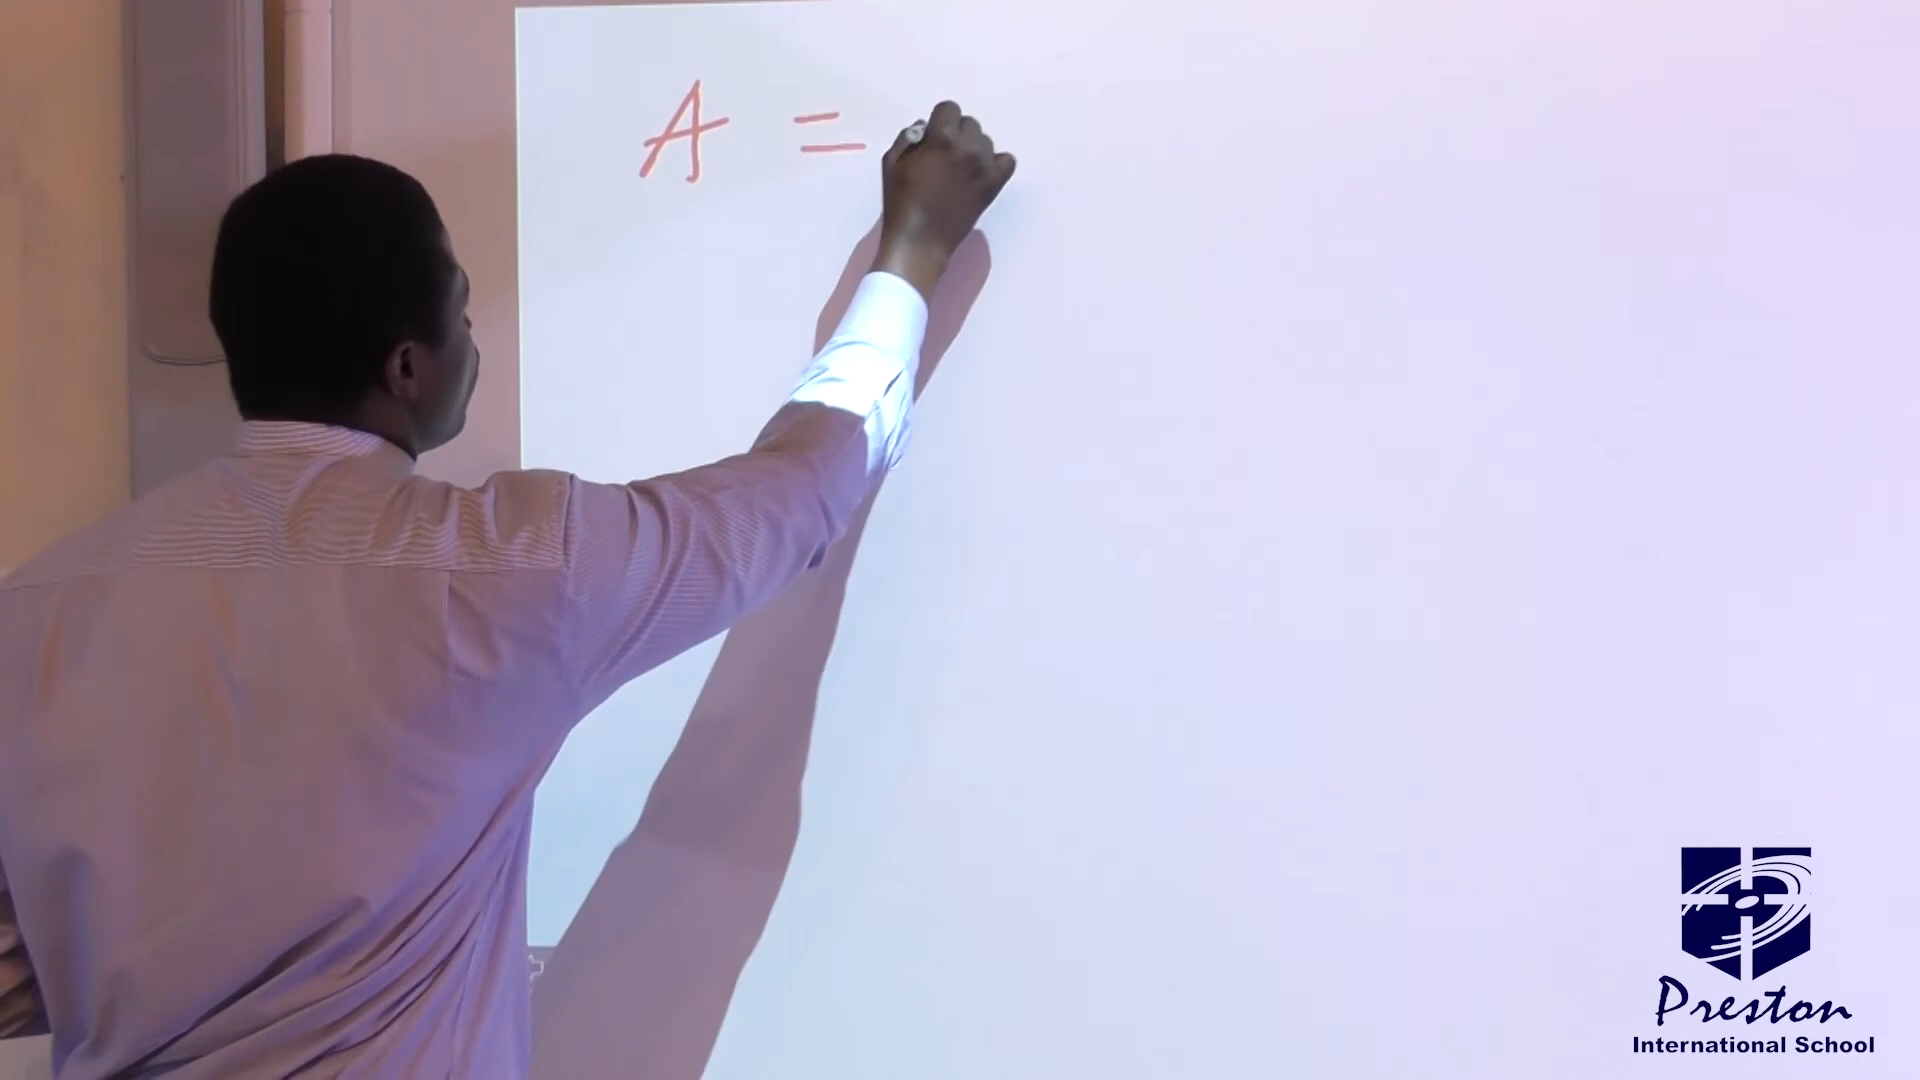 A =
Preston
International School